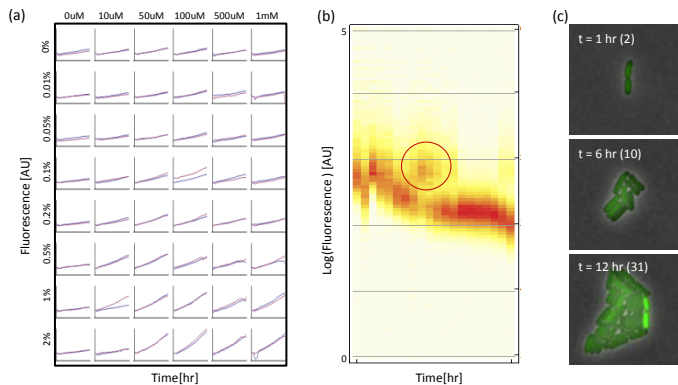 (a)
0uM 10uM 50uM 100uM 500uM 1mM
0%
0.01%
0.05%
0.1%
0.2%
0.5%
1%
2%
Fluorescence [AU]
Time[hr]
(b)
5
0
Log(Fluorescence ) [AU]
Time[hr]
(c)
t = 1 hr (2)
t = 6 hr (10)
t = 12 hr (31)